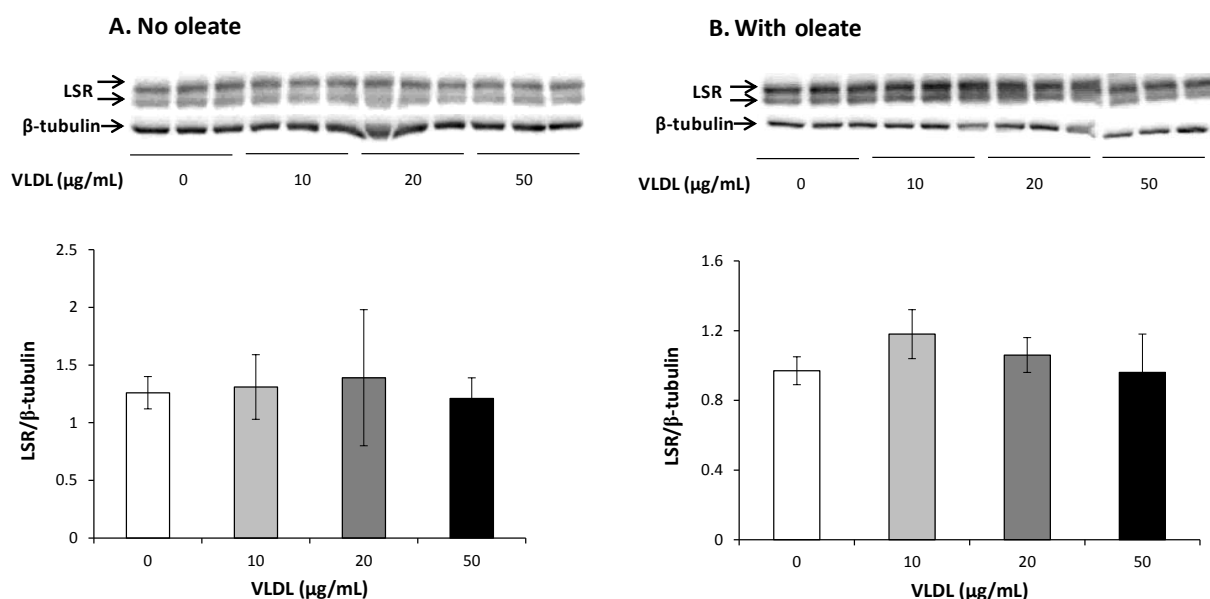 A. No oleate
LSR
β-tubulin
VLDL (µg/mL) 0 10 20 50
2.5
2
1.5
1
0.5
0
LSR/β-tubulin
0 10 20 50
VLDL (µg/mL)
B. With oleate
LSR
β-tubulin
VLDL (µg/mL) 0 10 20 50
1.6
1.2
0.8
0.4
0
LSR/β-tubulin
0 10 20 50
VLDL (µg/mL)